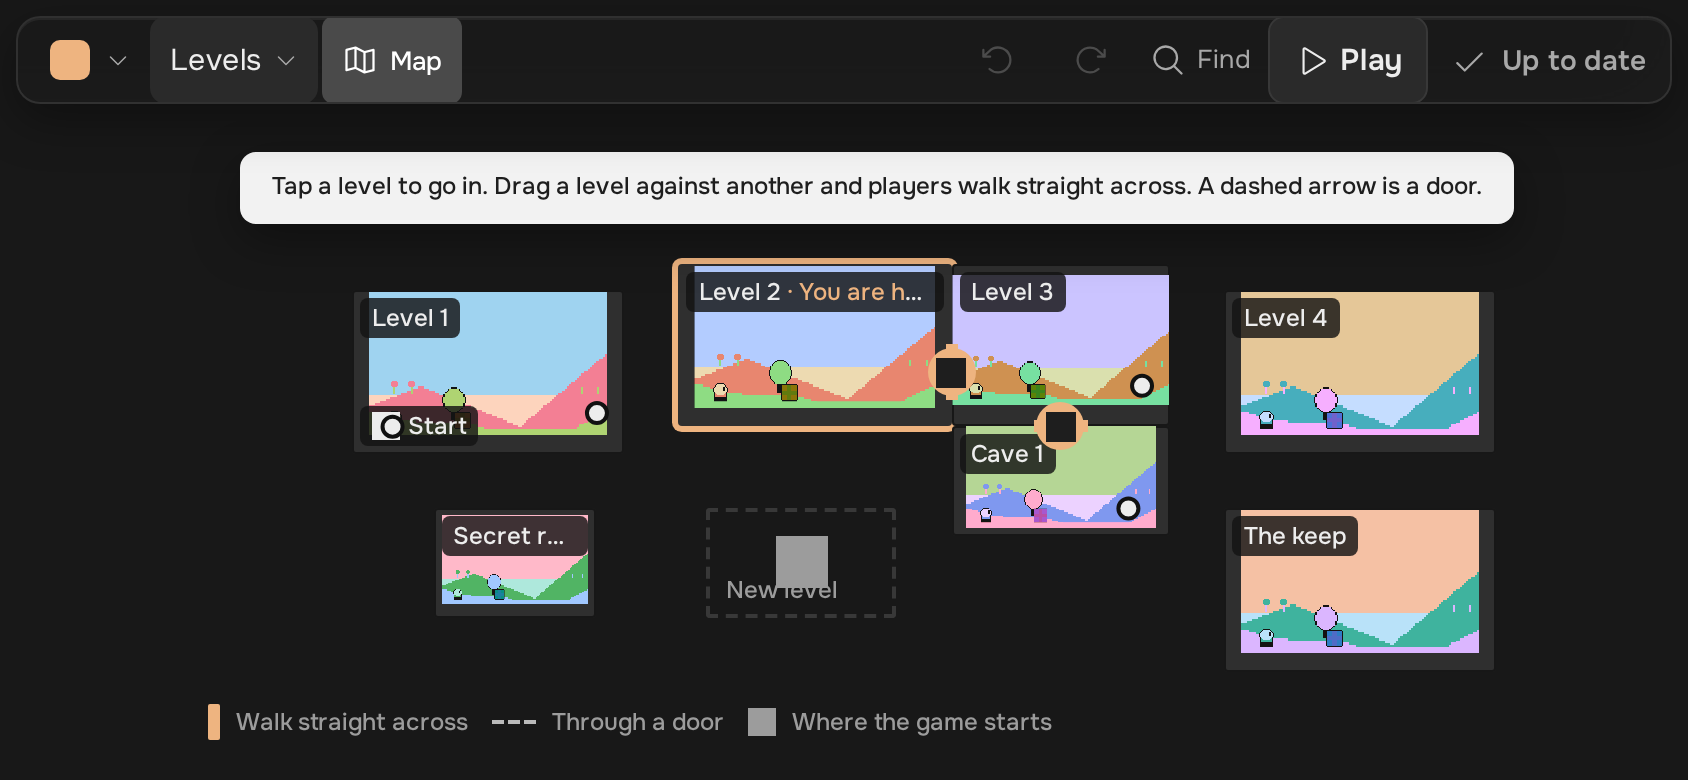 Levels
Map
Find
Play
Up to date
Tap a level to go in. Drag a level against another and players walk straight across. A dashed arrow is a door.
Level 1
Start
Level 2 · You are h...
Level 3
Level 4
Cave 1
Secret r...
New level
The keep
Walk straight across
Through a door
Where the game starts